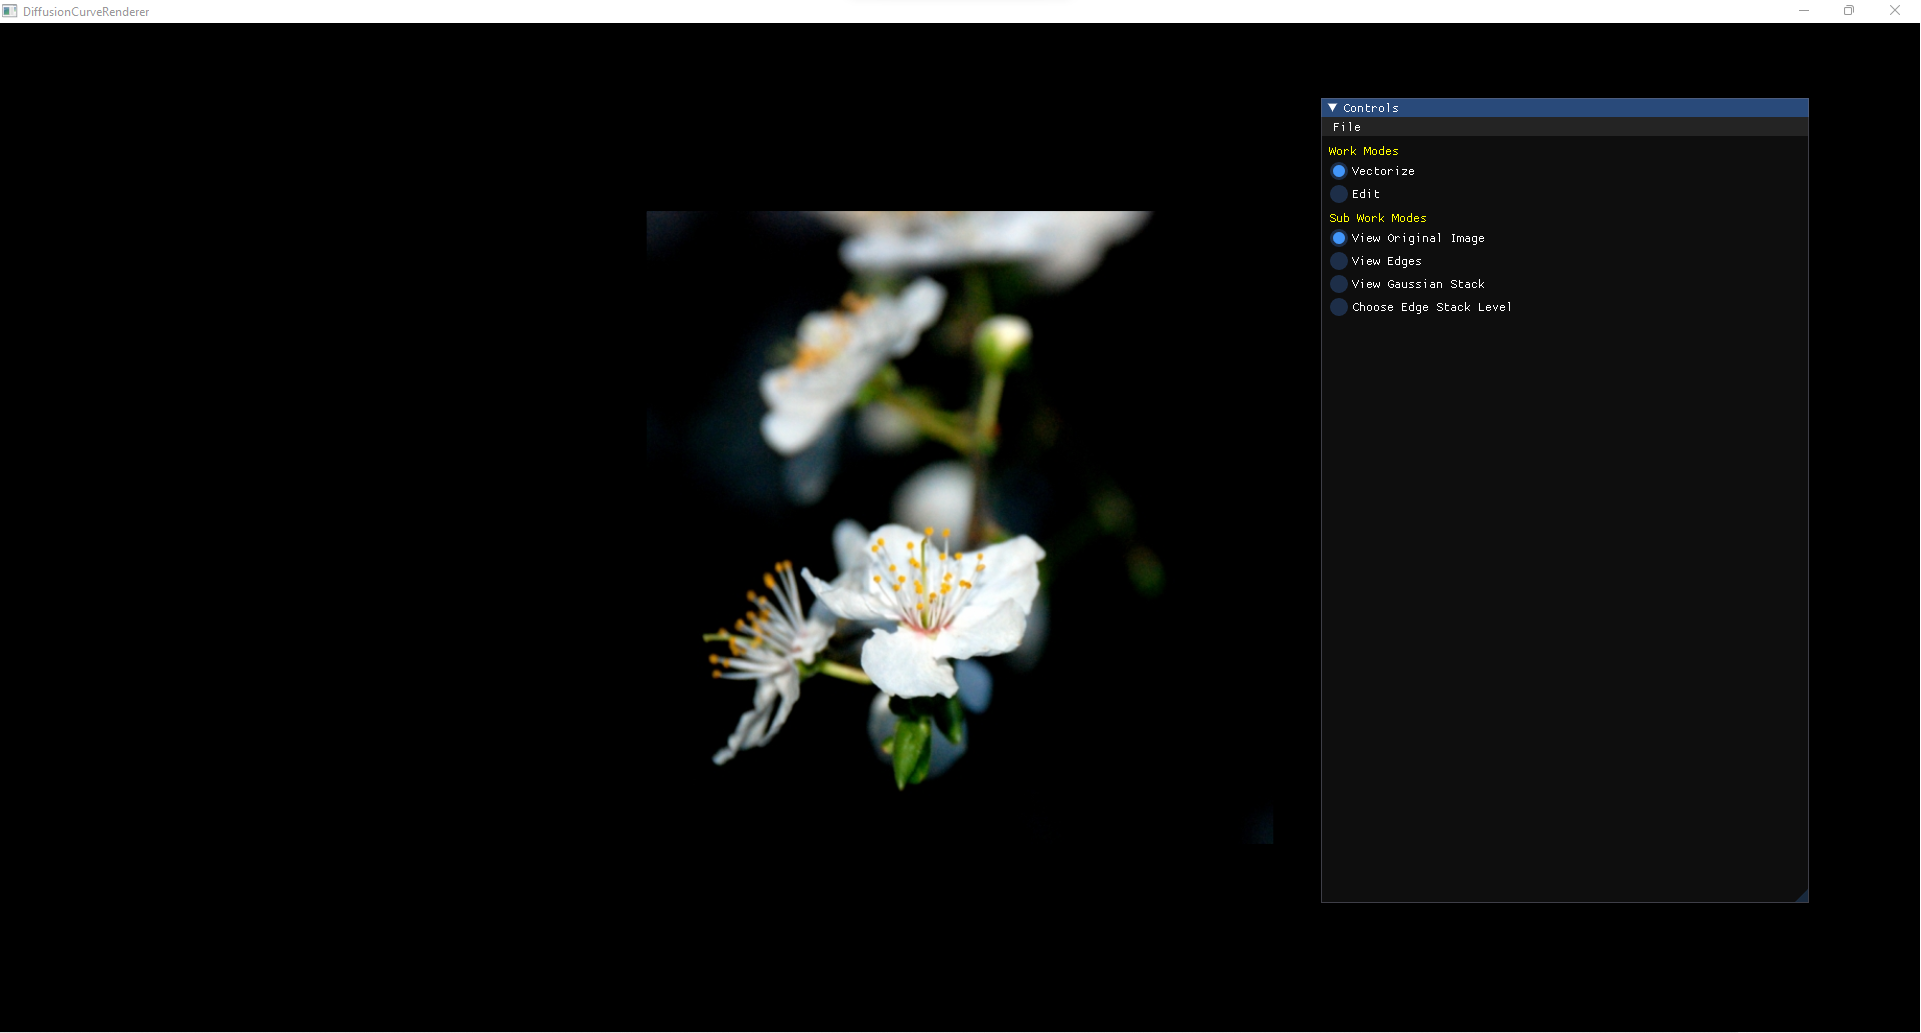 DiffusionCurveRenderer
Controls
File
Work Modes
Vectorize
Edit
Sub Work Modes
View Original Image
View Edges
View Gaussian Stack
Choose Edge Stack Level